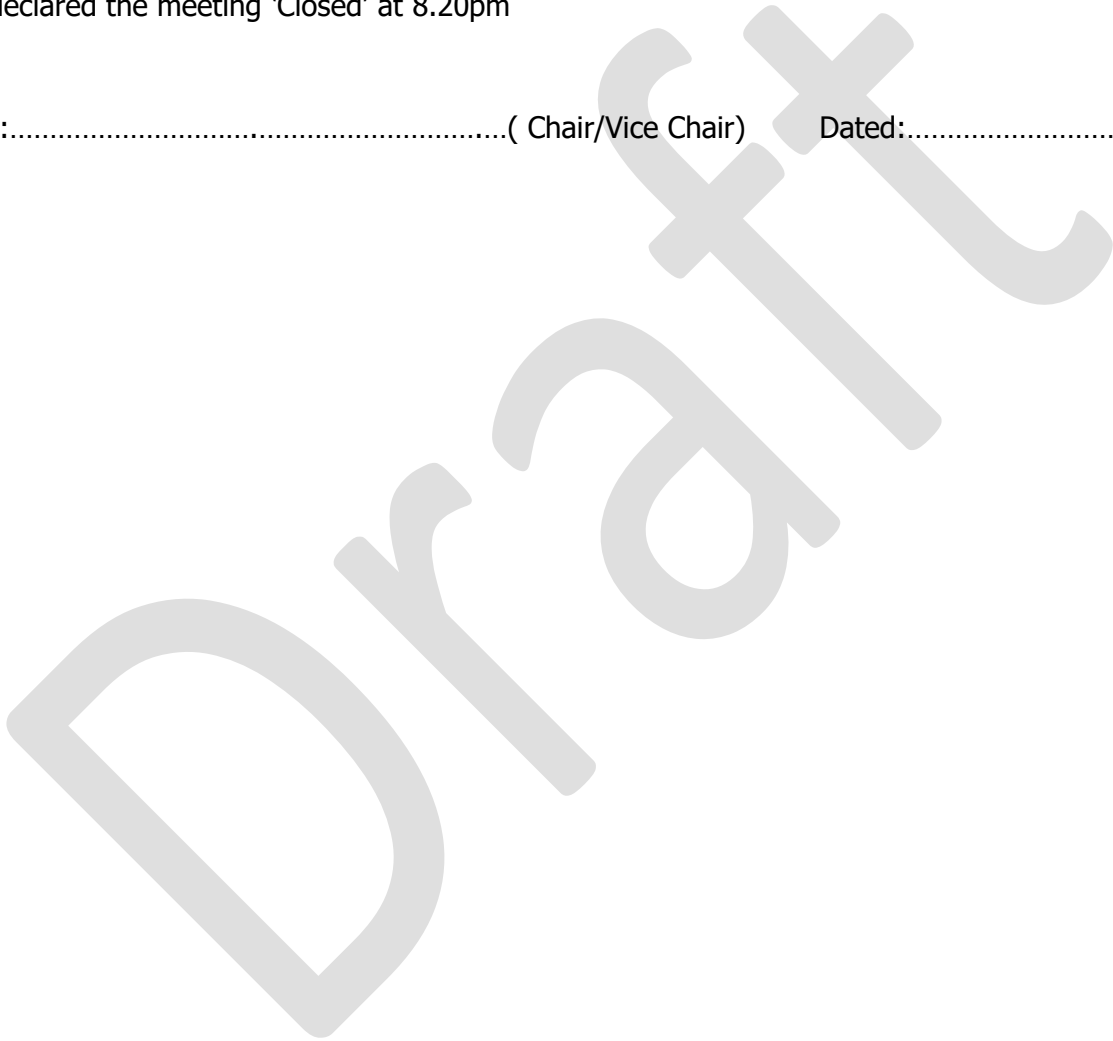 declared the meeting 'Closed' at 8.20pm
:……………………………………………………( Chair/Vice Chair) Dated:………………………
Draft